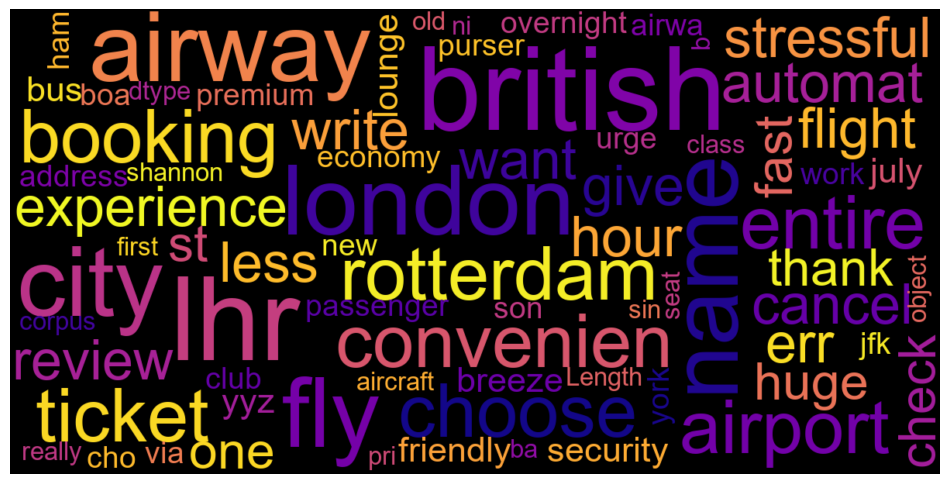 ham
airway
lounge
old
ni
overnight
airwa
b
stressful
purser
british
bus
boa
dtype
premium
automat
booking
write
urge
class
fast
flight
economy
want
address
shannon
london
give
name
work
july
experience
entire
st
hour
first
less
new
rotterdam
thank
city
lhr
seat
object
passenger
son
sin
cancel
corpus
convenien
err
jfk
check
review
club
aircraft
breeze
Length
york
huge
ticket
yyz
fly
choose
airport
really
cho
via
one
pri
friendly
ba
security